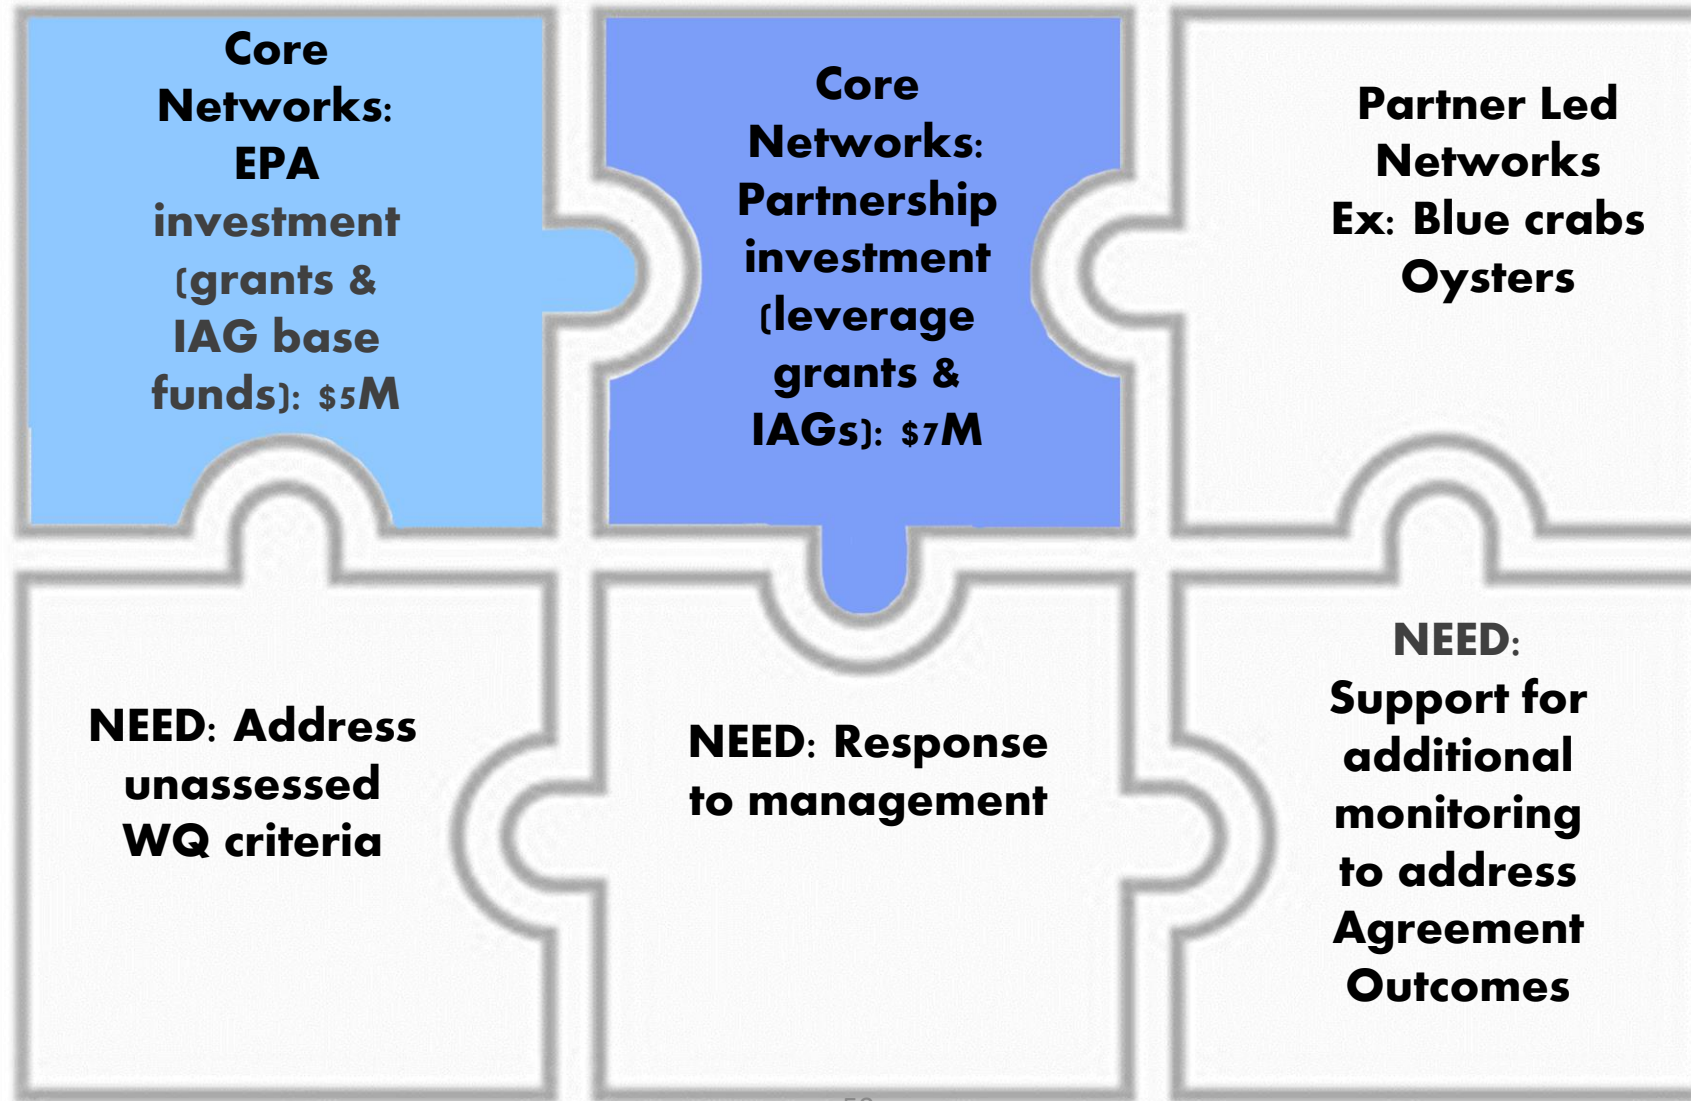 Core
Networks:
EPA
investment
(grants &
IAG base
funds): $5M
Core
Networks:
Partnership
investment
(leverage
grants &
IAGs): $7M
Partner Led
Networks
Ex: Blue crabs
Oysters
NEED: Address
unassessed
WQ criteria
NEED: Response
to management
NEED:
Support for
additional
monitoring
to address
Agreement
Outcomes